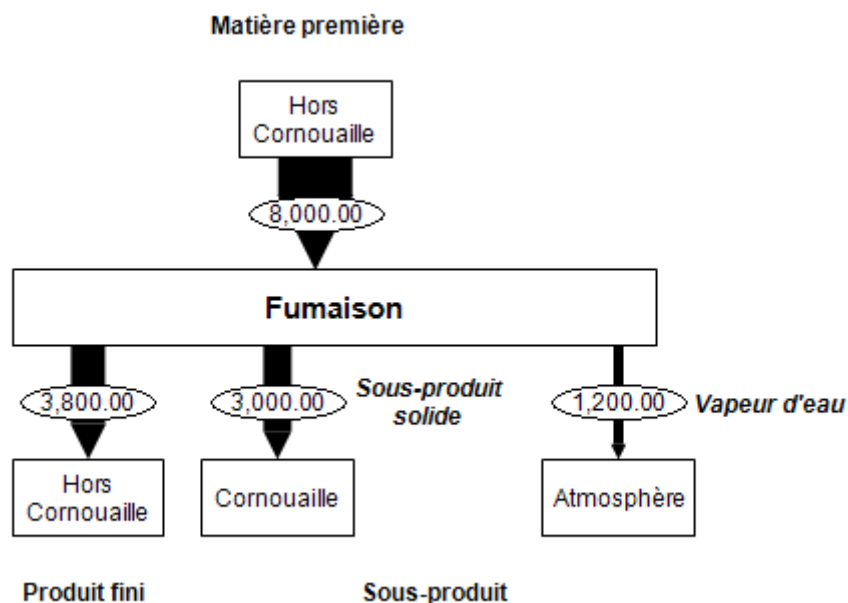 Matière première
Hors
Cornouaille
8,000.00
Fumaison
3,800.00
3,000.00
Sous-produit
solide
1,200.00
Vapeur d'eau
Hors
Cornouaille
Cornouaille
Atmosphère
Produit fini
Sous-produit